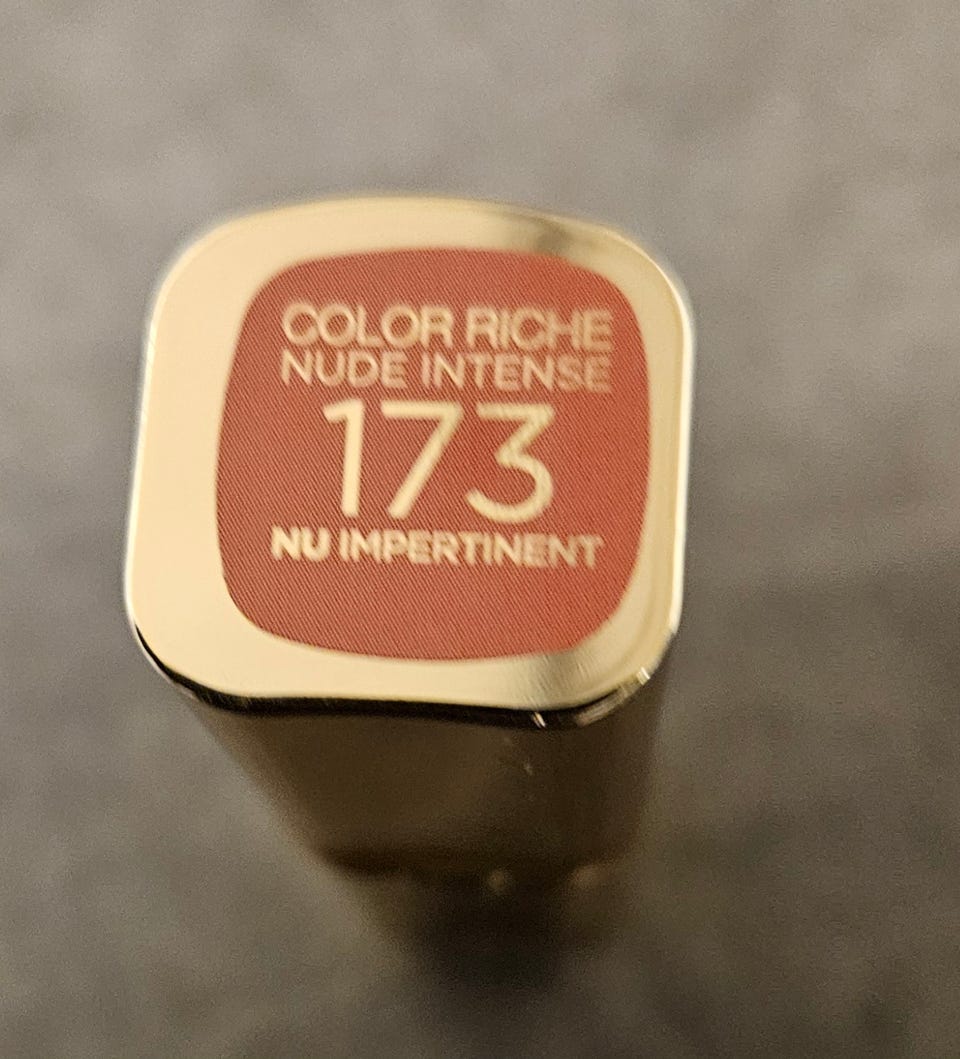 COLOR RICHE
NUDE INTENSE
173
NU IMPERTINENT